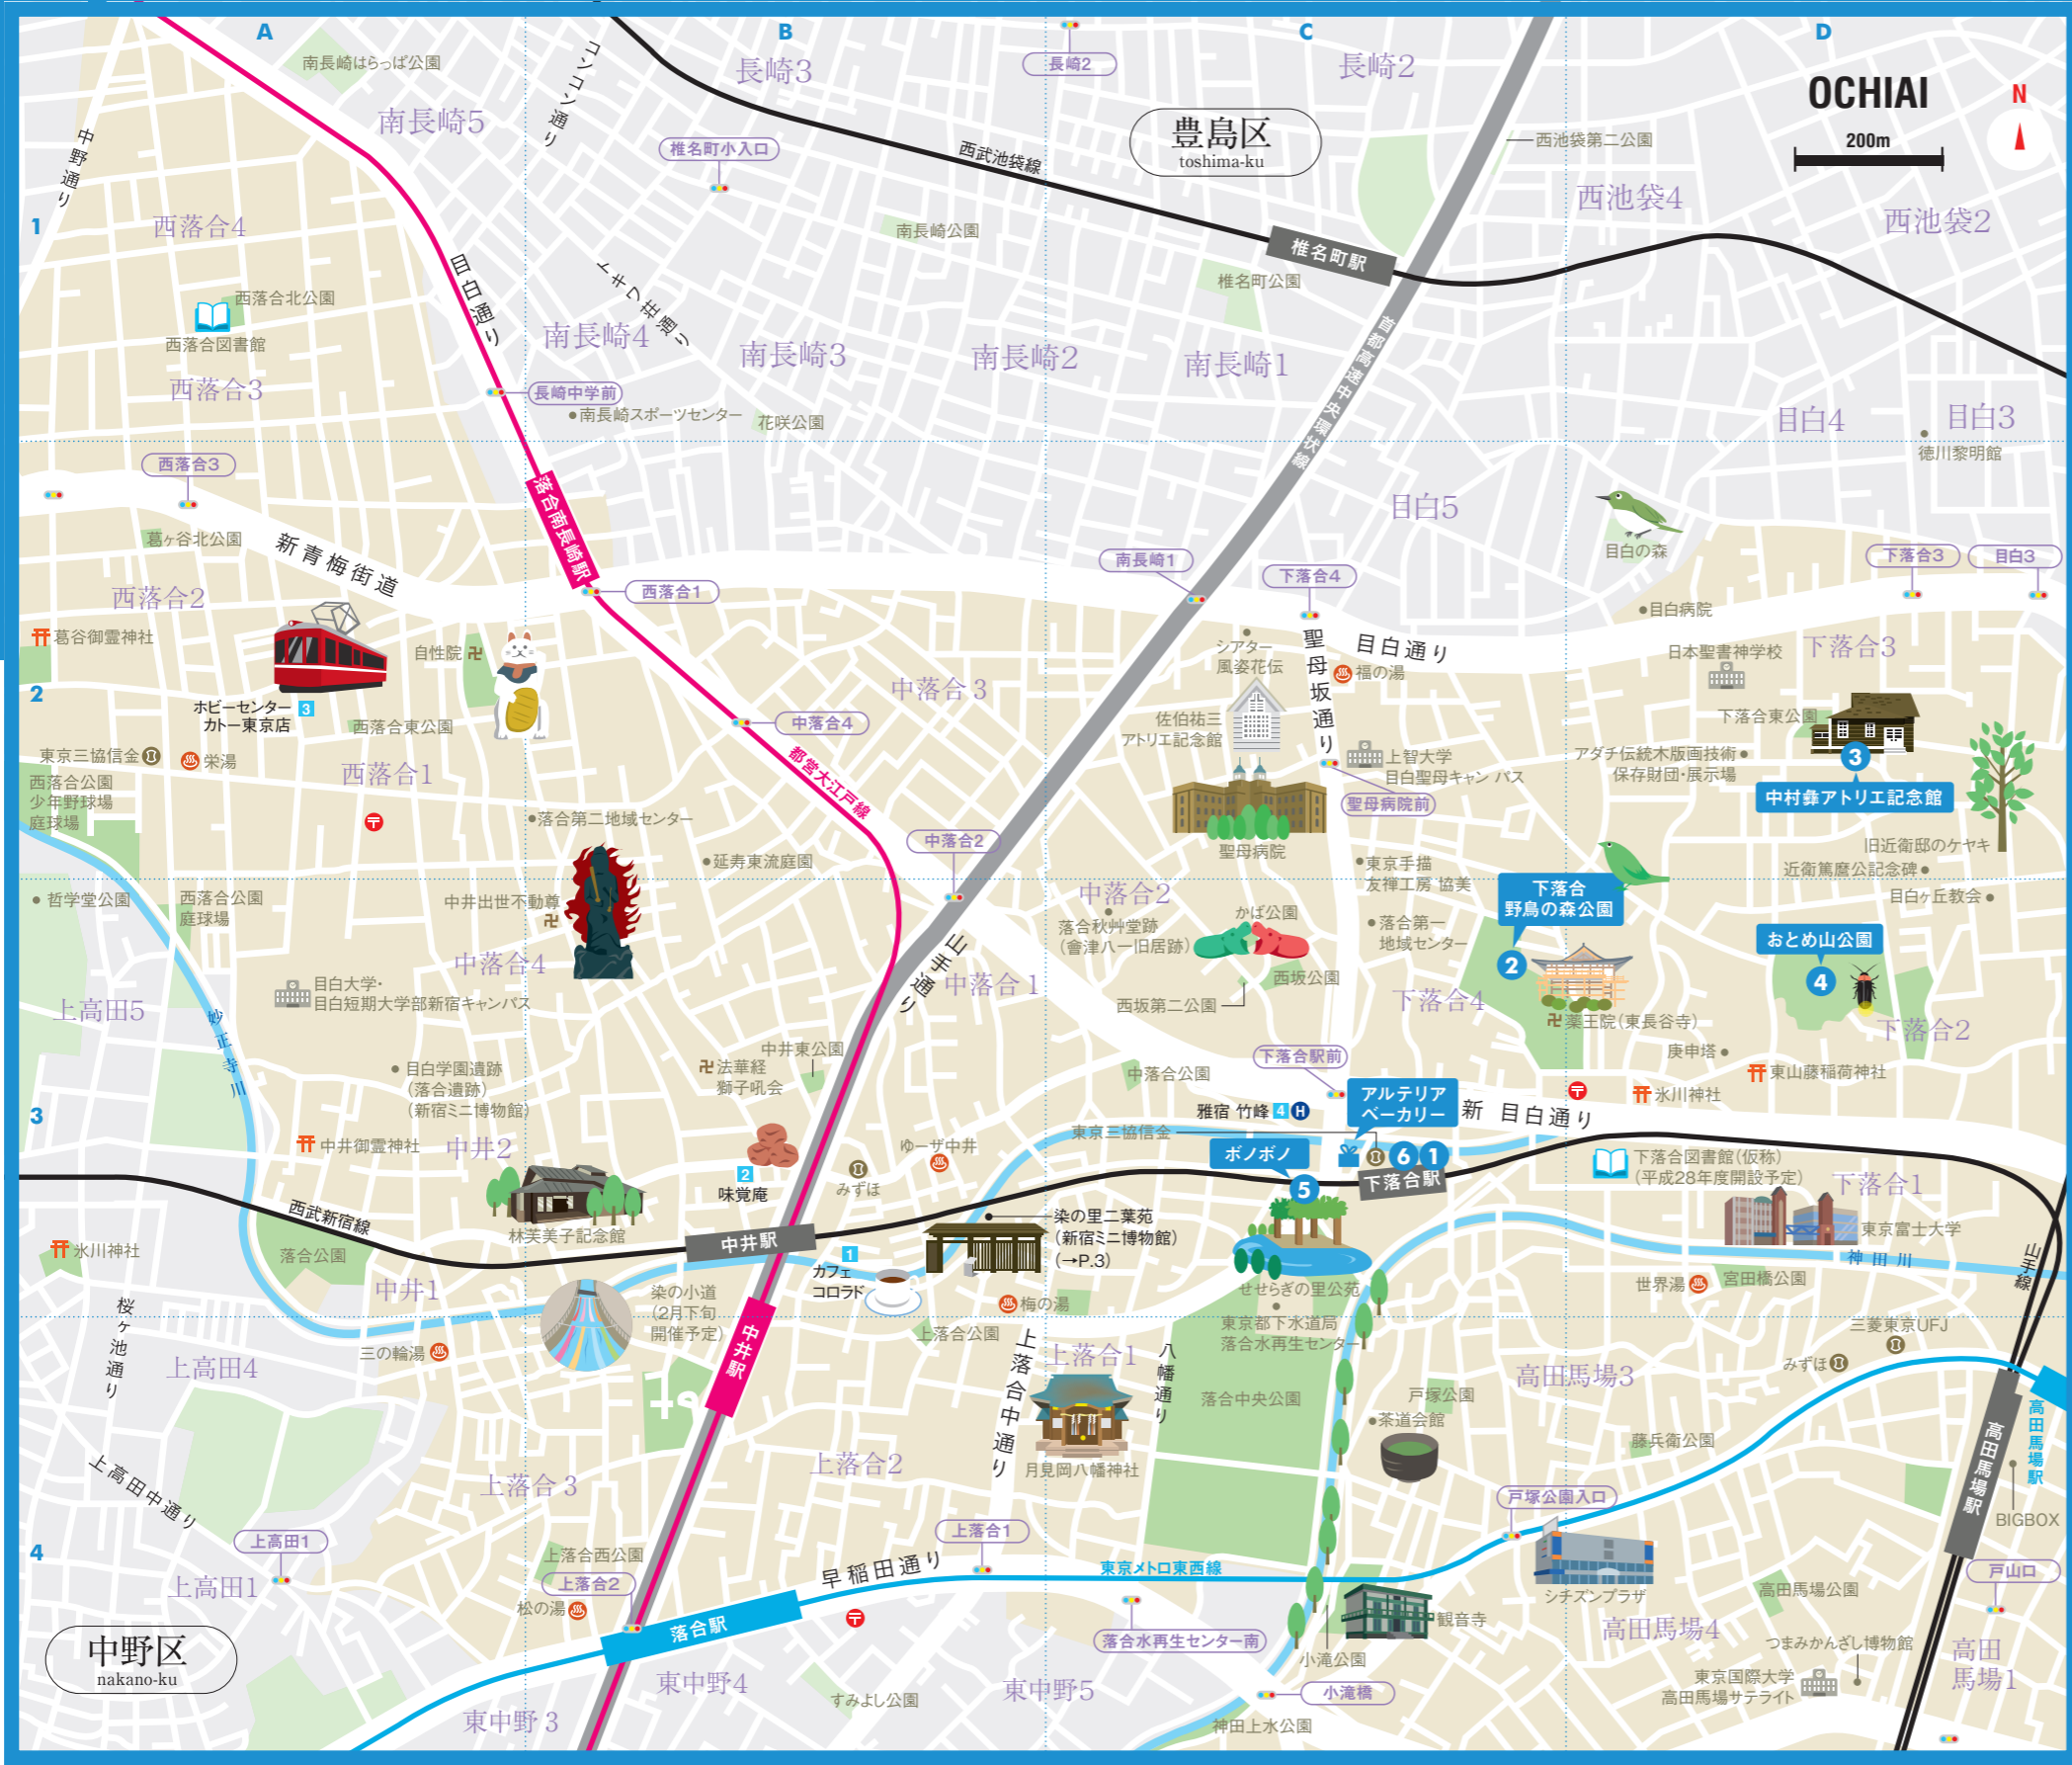 A
B
C
D
OCHIAI
N
200m
1
2
3
4
豊島区
toshima-ku
中野区
nakano-ku
南長崎はらっぱ公園
南長崎5
コンコン通り
長崎3
長崎2
長崎2
中野通り
椎名町小入口
西武池袋線
西池袋第二公園
西池袋4
西池袋2
西落合4
目白通り
南長崎公園
椎名町駅
椎名町公園
トキワ荘通り
西落合北公園
西落合図書館
西落合3
南長崎4
南長崎3
南長崎2
南長崎1
首都高速中央環状線
長崎中学前
南長崎スポーツセンター
花咲公園
目白4
目白3
徳川黎明館
西落合3
落合南長崎駅
目白5
目白の森
葛ヶ谷北公園
新青梅街道
西落合2
西落合1
南長崎1
下落合4
下落合3
目白3
目白病院
葛谷御霊神社
自性院
シアター
風姿花伝
聖母坂通り
目白通り
福の湯
日本聖書神学校
下落合3
ホビーセンター
カトー東京店
3
西落合東公園
中落合3
中落合4
佐伯祐三
アトリエ記念館
下落合東公園
東京三協信金
栄湯
西落合1
都営大江戸線
上智大学
目白聖母キャンパス
アダチ伝統木版画技術
保存財団・展示場
3
中村彝アトリエ記念館
西落合公園
少年野球場
庭球場
聖母病院前
落合第二地域センター
中落合2
聖母病院
延寿東流庭園
東京手描
友禅工房 協美
旧近衛邸のケヤキ
近衛篤麿公記念碑
哲学堂公園
西落合公園
庭球場
中井出世不動尊
中落合2
かば公園
落合秋艸堂跡
(會津八一旧居跡)
落合第一
地域センター
下落合
野鳥の森公園
2
目白ヶ丘教会
おとめ山公園
4
中落合4
山手通り
中落合1
西坂公園
西坂第二公園
下落合4
目白大学・
目白短期大学部新宿キャンパス
上高田5
妙正寺川
薬王院(東長谷寺)
下落合2
庚申塔
中井東公園
法華経
獅子吼会
目白学園遺跡
(落合遺跡)
(新宿ミニ博物館)
下落合駅前
中落合公園
東山藤稲荷神社
氷川神社
雅宿 竹峰
4
H
アルテリア
ベーカリー
新目白通り
東京三協信金
中井御霊神社
中井2
ゆーザ中井
ボノボノ
6
1
5
下落合駅
下落合図書館(仮称)
(平成28年度開設予定)
下落合1
2
味覚庵
みずほ
西武新宿線
林芙美子記念館
中井駅
染の里二葉苑
(新宿ミニ博物館)
(→P.3)
東京富士大学
神田川
山手線
氷川神社
落合公園
1
カフェ
コロラド
せせらぎの里公苑
世界湯
宮田橋公園
中井1
染の小道
(2月下旬
開催予定)
梅の湯
東京都下水道局
落合水再生センター
桜ヶ池通り
三の輪湯
中井駅
上落合公園
上落合中通り
上落合1
八幡通り
三菱東京UFJ
みずほ
上高田4
高田馬場3
落合中央公園
戸塚公園
茶道会館
高田馬場駅
高田馬場駅
上高田中通り
上落合3
上落合2
月見岡八幡神社
藤兵衛公園
戸塚公園入口
BIGBOX
上高田1
上高田1
上落合西公園
上落合2
早稲田通り
上落合1
東京メトロ東西線
シチズンプラザ
高田馬場公園
戸山口
松の湯
落合駅
落合水再生センター南
観音寺
小滝公園
高田馬場4
つまみかんざし博物館
高田
馬場1
東中野4
すみよし公園
東中野5
小滝橋
東京国際大学
高田馬場サテライト
東中野3
神田上水公園